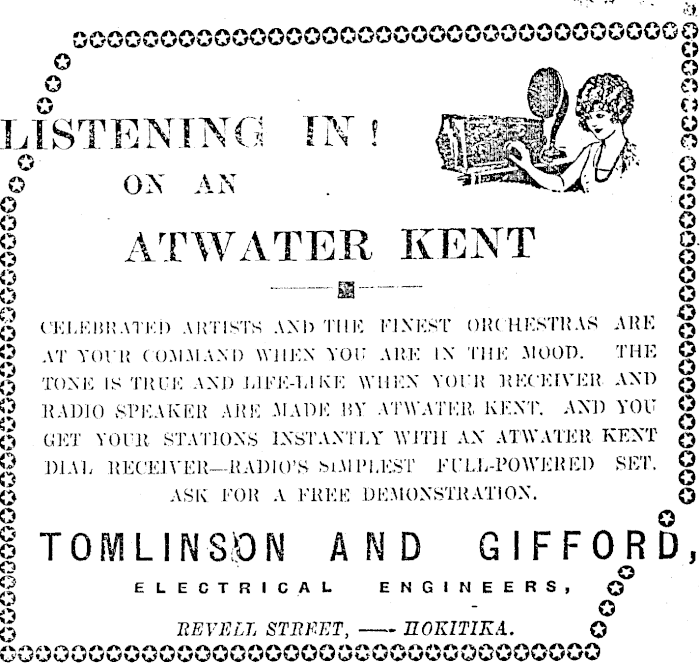 LISTENING IN!
ON AN
ATWATER KENT
CELEBRATED ARTISTS AND THE FINEST ORCHESTRAS ARE
AT YOUR COMMAND WHEN YOU ARE IN THE MOOD. THE
TONE IS TRUE AND LIFE-LIKE WHEN YOUR RECEIVER AND
RADIO SPEAKER ARE MADE BY ATWATER KENT. AND YOU
GET YOUR STATIONS INSTANTLY WITH AN ATWATER KENT
DIAL RECEIVER—RADIO'S SIMPLEST FULL-POWERED SET.
ASK FOR A FREE DEMONSTRATION.
TOMLINSON AND GIFFORD,
ELECTRICAL ENGINEERS,
REVELL STREET, —- HOKITIKA.